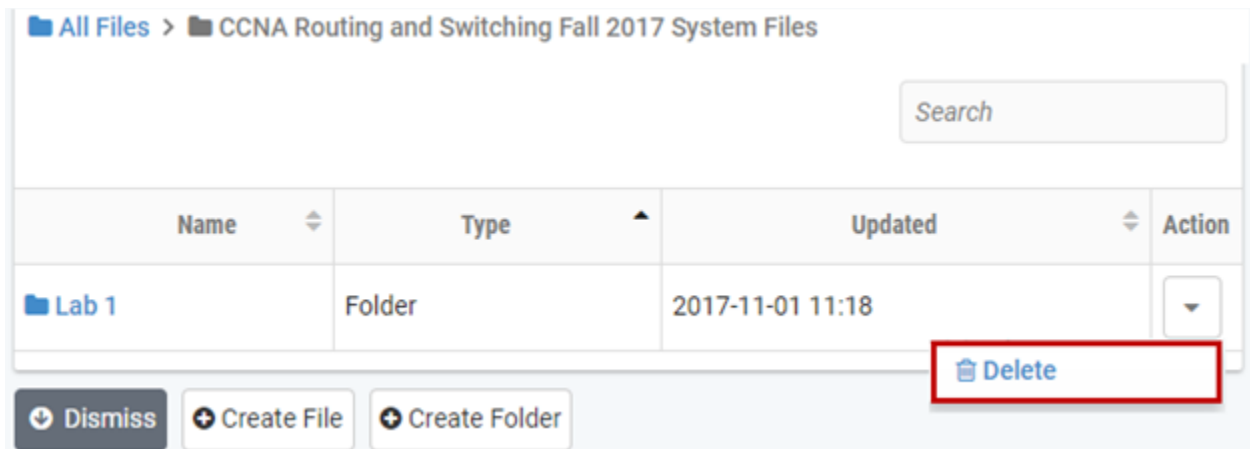 All Files > CCNA Routing and Switching Fall 2017 System Files
Search
Name Type Updated Action
Lab 1 Folder 2017-11-01 11:18
Delete
Dismiss Create File Create Folder